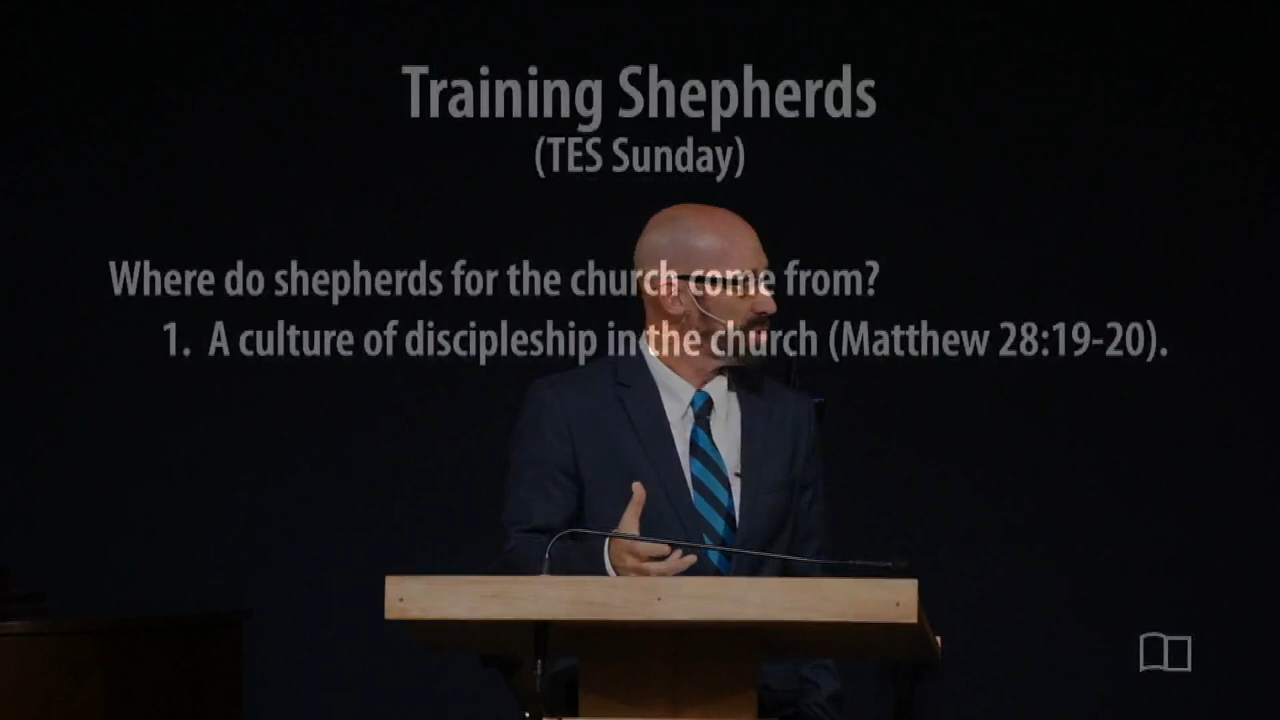 Training Shepherds
(TES Sunday)
Where do shepherds for the church come from?
1. A culture of discipleship in the church (Matthew 28:19-20).